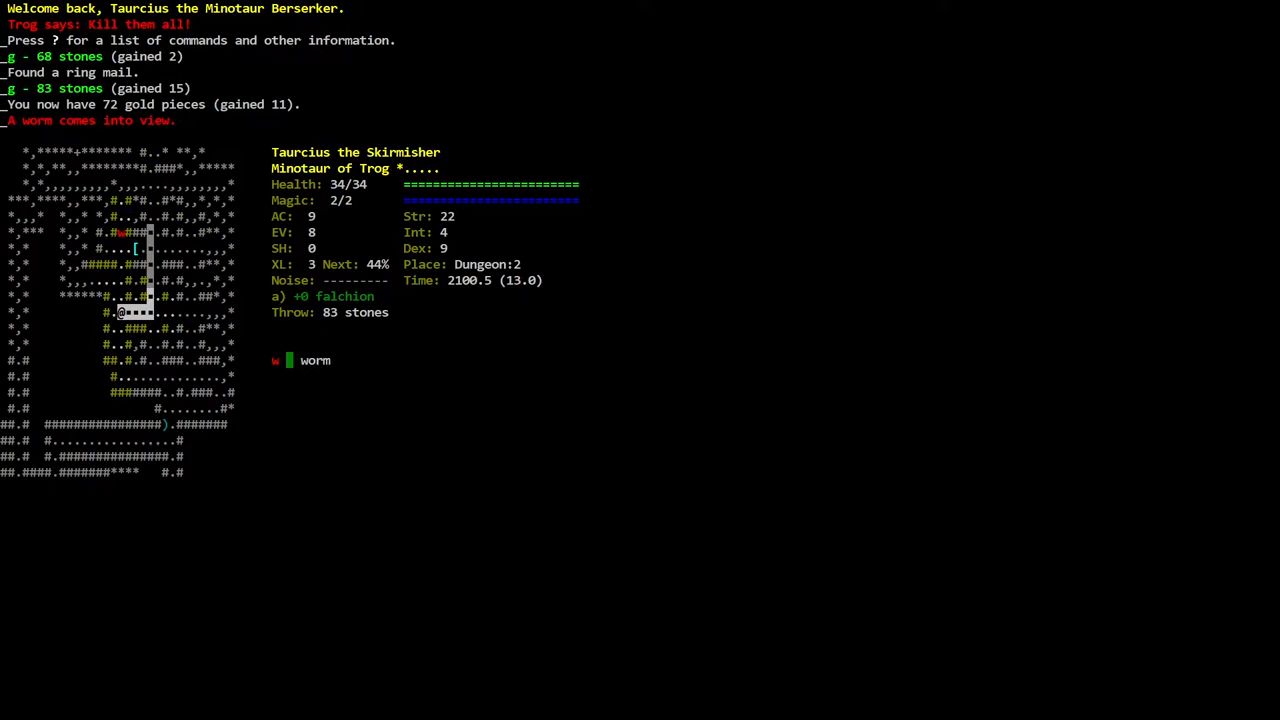 Welcome back, Taurcius the Minotaur Berserker.
Trog says: Kill them all!
_Press ? for a list of commands and other information.
_g - 68 stones (gained 2)
_Found a ring mail.
_g - 83 stones (gained 15)
_You now have 72 gold pieces (gained 11).
_A worm comes into view.
Taurcius the Skirmisher
Minotaur of Trog *.....
Health: 34/34 ========================
Magic: 2/2 ========================
AC: 9 Str: 22
EV: 8 Int: 4
SH: 0 Dex: 9
XL: 3 Next: 44% Place: Dungeon:2
Noise: --------- Time: 2100.5 (13.0)
a) +0 falchion
Throw: 83 stones
w worm